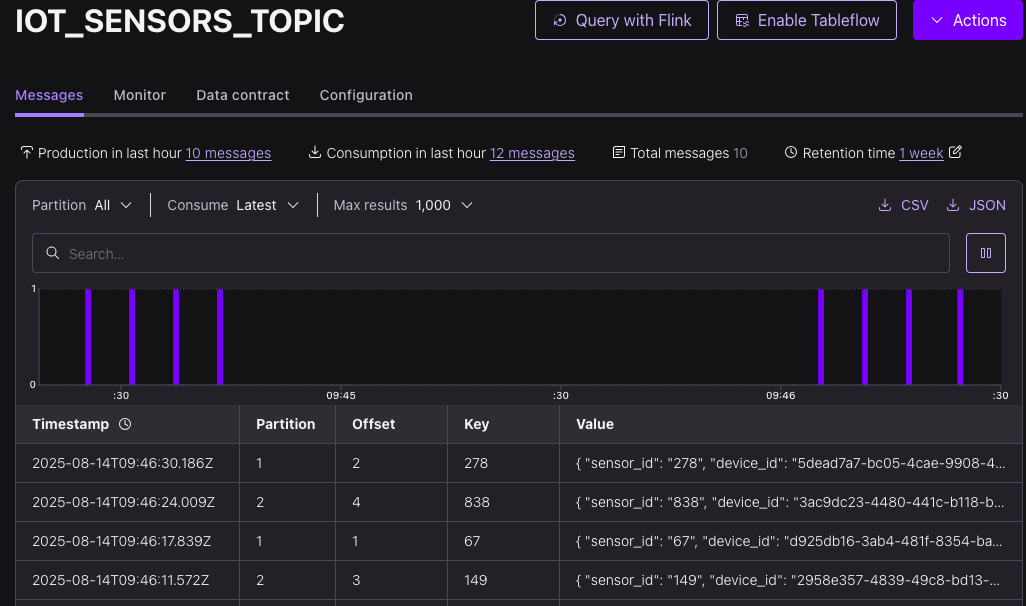 IOT_SENSORS_TOPIC
Query with Flink
Enable Tableflow
Actions
Messages Monitor Data contract Configuration
Production in last hour 10 messages Consumption in last hour 12 messages Total messages 10 Retention time 1 week
Partition All Consume Latest Max results 1,000 CSV JSON
Search...
1
0
:30 09:45 :30 09:46 :30
Timestamp Partition Offset Key Value
2025-08-14T09:46:30.186Z 1 2 278 { "sensor_id": "278", "device_id": "5dead7a7-bc05-4cae-9908-4...
2025-08-14T09:46:24.009Z 2 4 838 { "sensor_id": "838", "device_id": "3ac9dc23-4480-441c-b118-b...
2025-08-14T09:46:17.839Z 1 1 67 { "sensor_id": "67", "device_id": "d925db16-3ab4-481f-8354-ba...
2025-08-14T09:46:11.572Z 2 3 149 { "sensor_id": "149", "device_id": "2958e357-4839-49c8-bd13-...